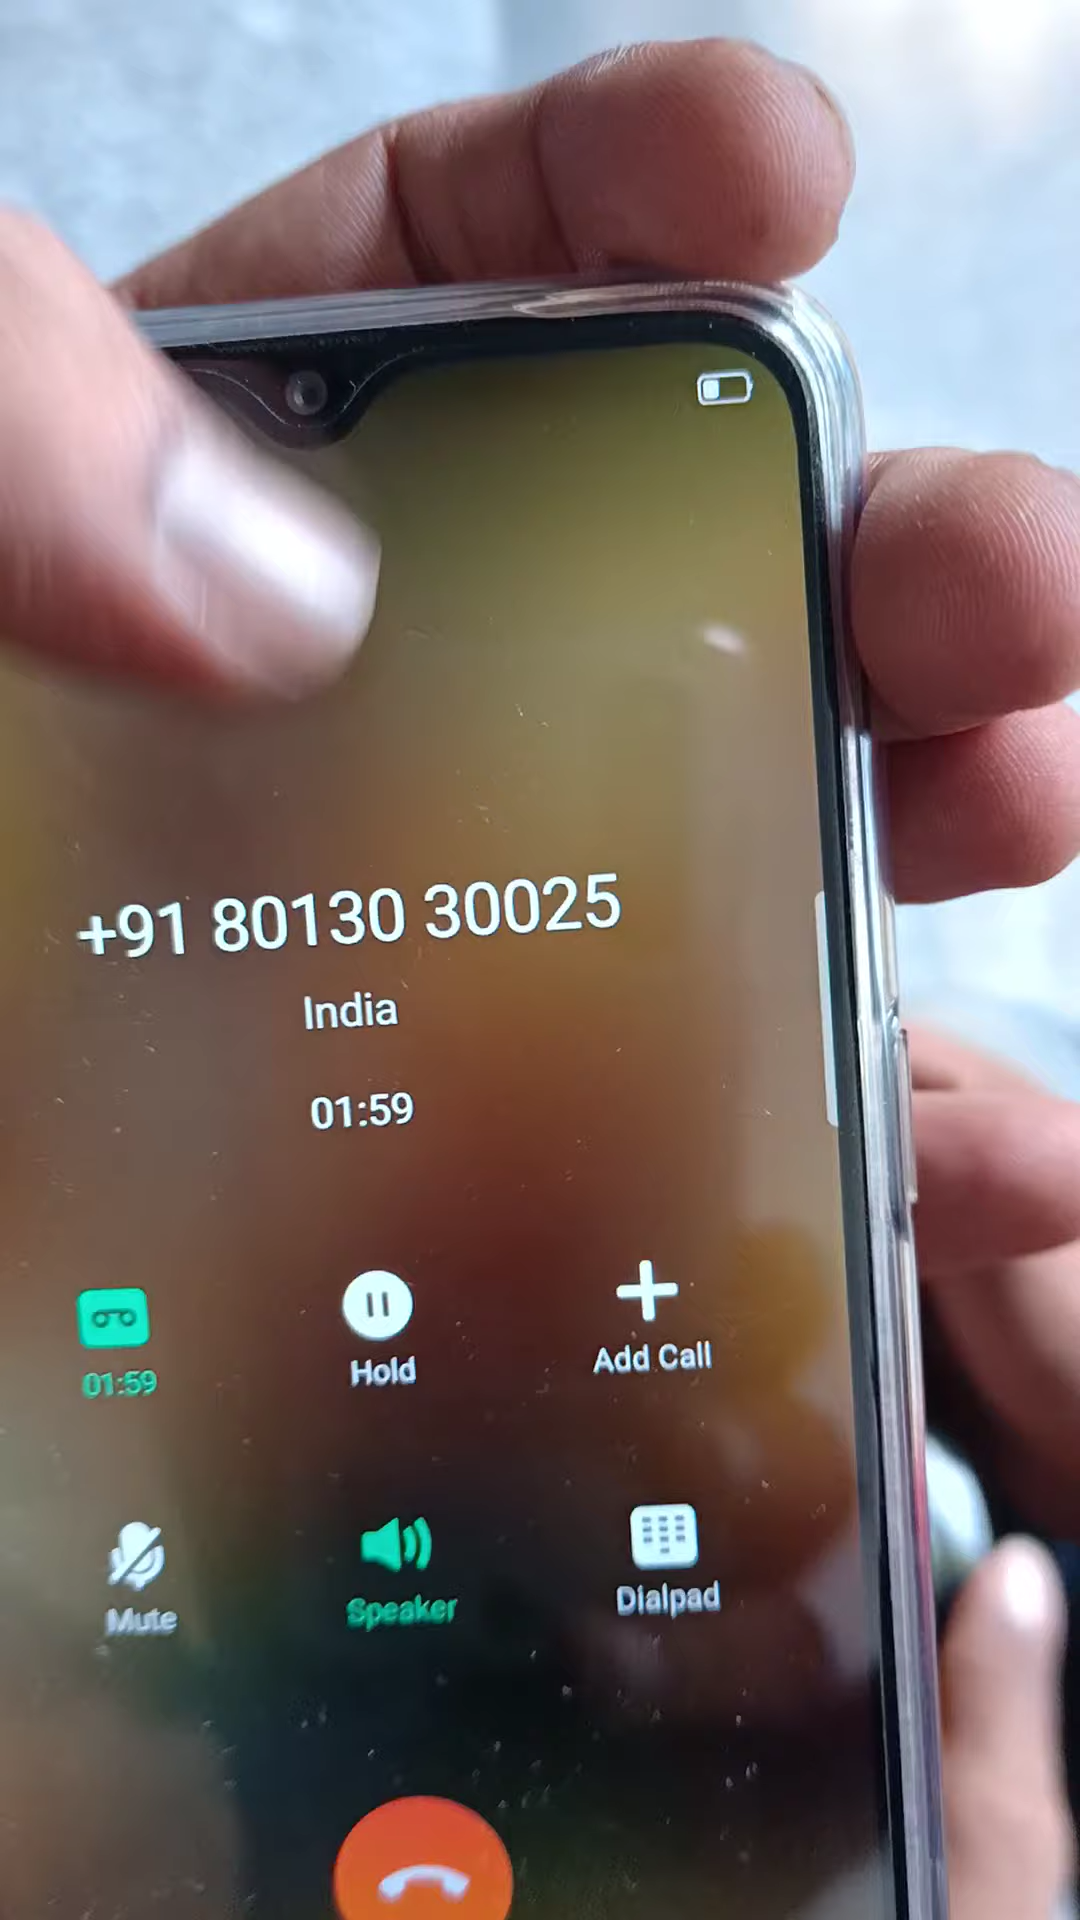 +91 80130 30025
India
01:59
01:59
Hold
Add Call
Mute
Speaker
Dialpad